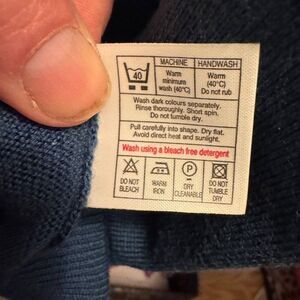 MACHINE HANDWASH
40
Warm
minimum
wash (40°C)
Warm
(40°C)
Do not rub
Wash dark colours separately.
Rinse thoroughly. Short spin.
Do not tumble dry.
Pull carefully into shape. Dry flat.
Avoid direct heat and sunlight.
Wash using a bleach free detergent
DO NOT
BLEACH
WARM
IRON
P
DRY
CLEANABLE
DO NOT
TUMBLE
DRY